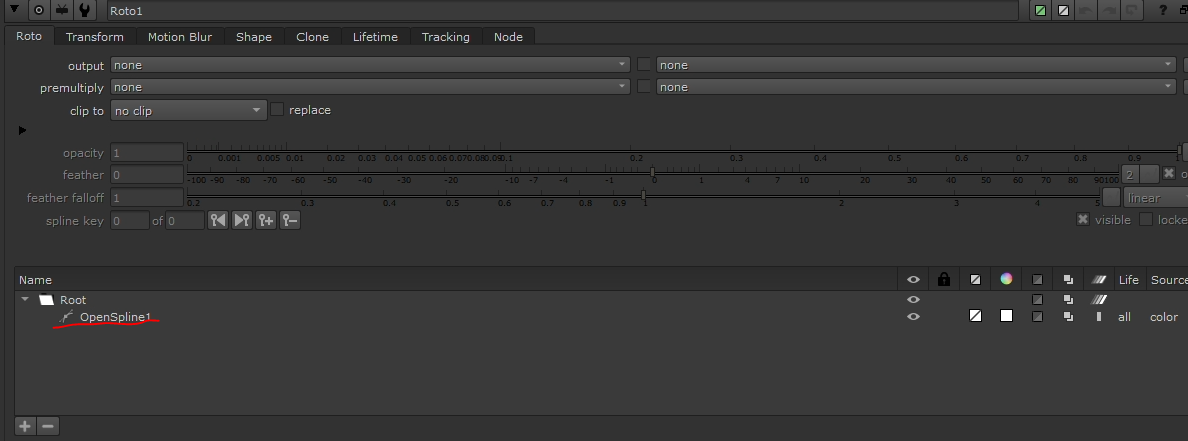 Roto1 ?
Roto Transform Motion Blur Shape Clone Lifetime Tracking Node
output none none
premultiply none none
clip to no clip replace
opacity 1 0 0.001 0.005 0.01 0.02 0.03 0.04 0.05 0.06 0.07 0.08 0.09 0.1 0.2 0.3 0.4 0.5 0.6 0.7 0.8 0.9 1
feather 0 -100 -90 -80 -70 -60 -50 -40 -30 -20 -10 -7 -4 -1 0 1 4 7 10 20 30 40 50 60 70 80 90 100 2 o
feather falloff 1 0.2 0.3 0.4 0.5 0.6 0.7 0.8 0.9 1 2 3 4 5 linear
spline key 0 of 0 visible locke
Name Life Source
Root
OpenSpline1 all color